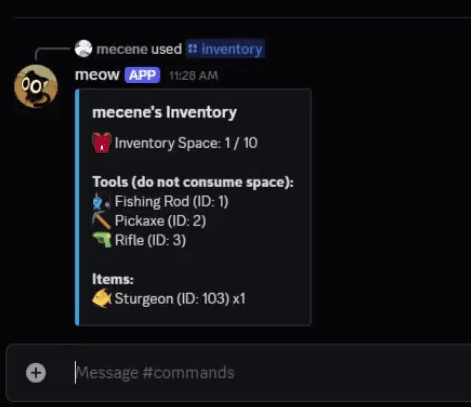 mecene used inventory
meow APP 11:28 AM
mecene's Inventory
Inventory Space: 1 / 10
Tools (do not consume space):
Fishing Rod (ID: 1)
Pickaxe (ID: 2)
Rifle (ID: 3)
Items:
Sturgeon (ID: 103) x1
Message #commands